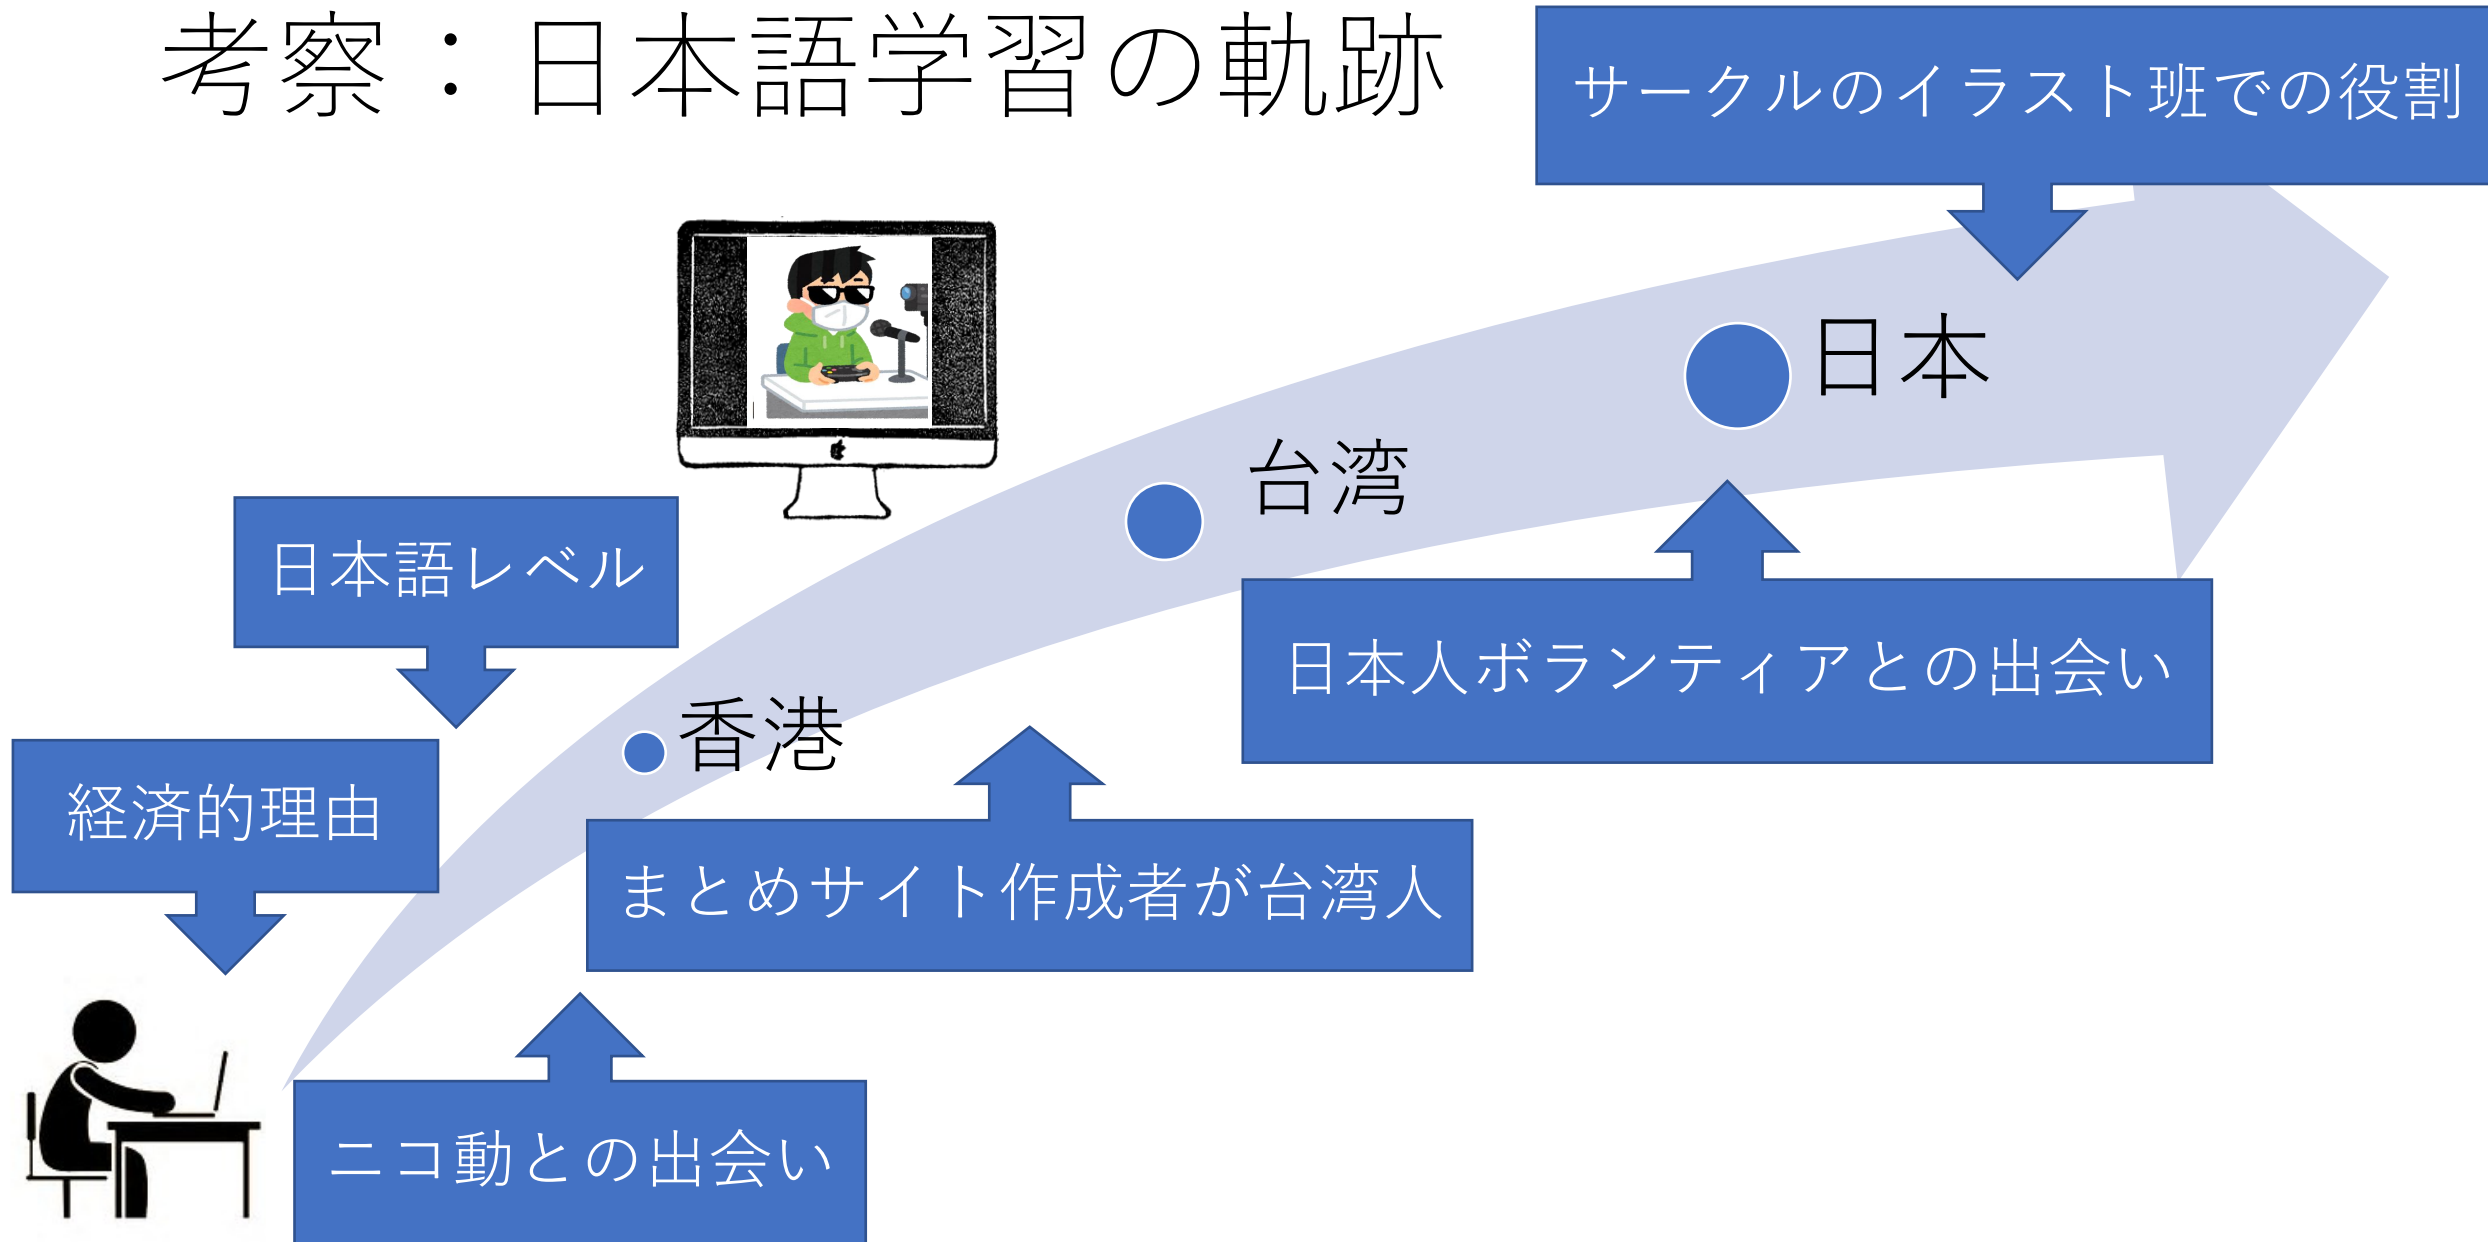 考察：日本語学習の軌跡
サークルのイラスト班での役割
日本
台湾
日本語レベル
日本人ボランティアとの出会い
香港
経済的理由
まとめサイト作成者が台湾人
ニコ動との出会い